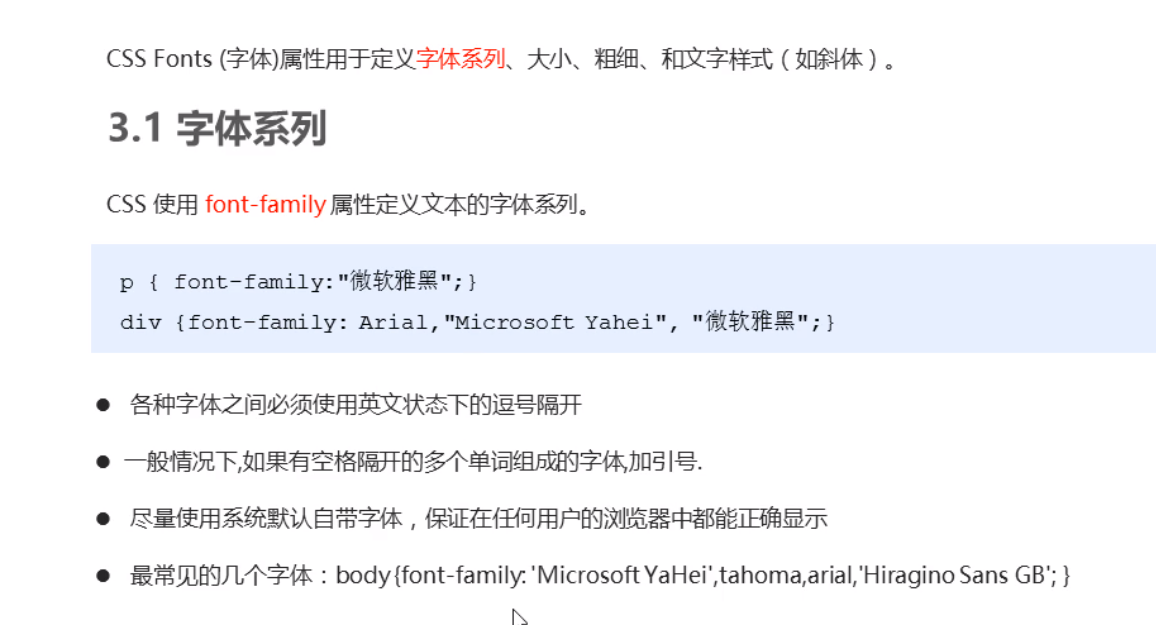 CSS Fonts (字体)属性用于定义字体系列、大小、粗细、和文字样式（如斜体）。
3.1 字体系列
CSS 使用 font-family 属性定义文本的字体系列。
p { font-family:"微软雅黑";}
div {font-family: Arial,"Microsoft Yahei", "微软雅黑";}
● 各种字体之间必须使用英文状态下的逗号隔开
● 一般情况下,如果有空格隔开的多个单词组成的字体,加引号.
● 尽量使用系统默认自带字体，保证在任何用户的浏览器中都能正确显示
● 最常见的几个字体：body{font-family: 'Microsoft YaHei',tahoma,arial,'Hiragino Sans GB'; }